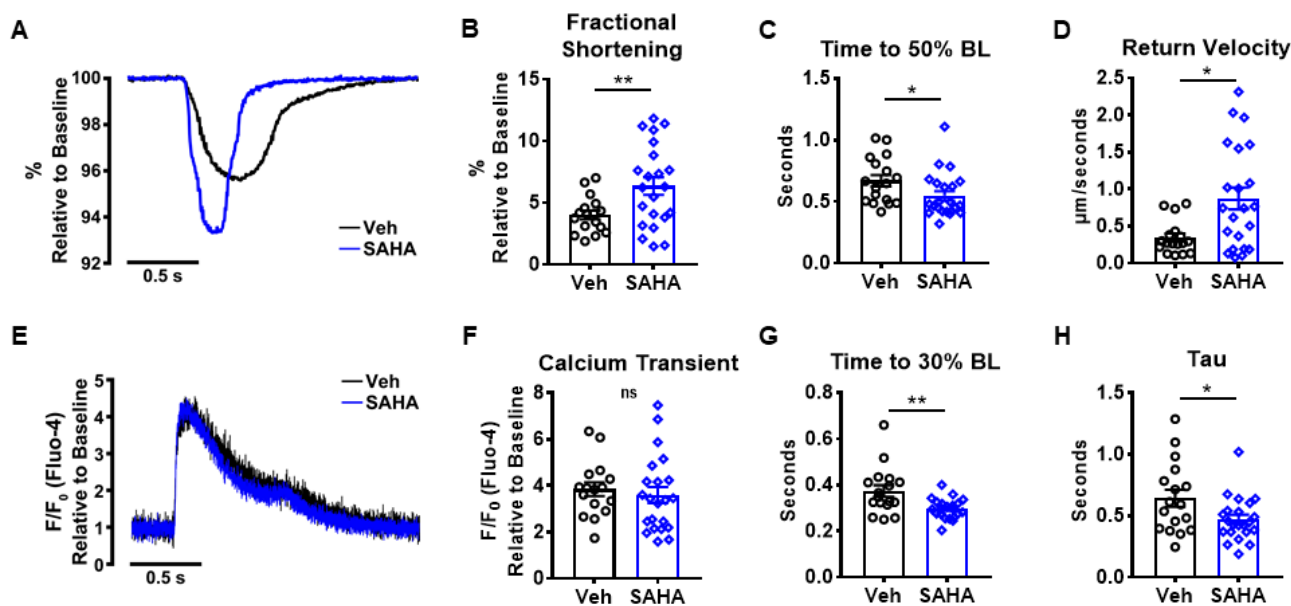 A
100
98
96
94
92
%
Relative to Baseline
Veh
SAHA
0.5 s
B
Fractional
Shortening
**
15
10
5
0
%
Relative to Baseline
Veh
SAHA
C
Time to 50% BL
*
1.5
1.0
0.5
0.0
Seconds
Veh
SAHA
D
Return Velocity
*
2.5
2.0
1.5
1.0
0.5
0.0
μm/seconds
Veh
SAHA
E
5
4
3
2
1
0
F/F₀ (Fluo-4)
Relative to Baseline
Veh
SAHA
0.5 s
F
Calcium Transient
ns
8
6
4
2
0
F/F₀ (Fluo-4)
Relative to Baseline
Veh
SAHA
G
Time to 30% BL
**
0.8
0.6
0.4
0.2
0.0
Seconds
Veh
SAHA
H
Tau
*
1.5
1.0
0.5
0.0
Seconds
Veh
SAHA